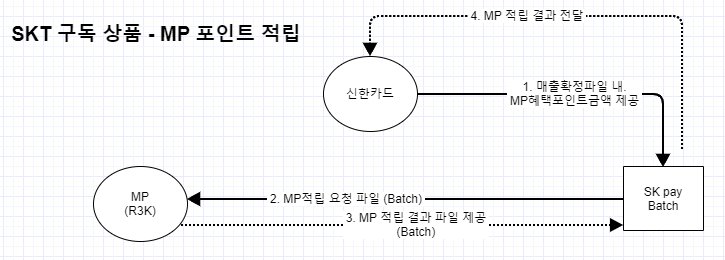 4. MP 적립 결과 전달
SKT 구독 상품 - MP 포인트 적립
신한카드
1. 매출확정파일 내.
MP혜택포인트금액 제공
MP
(R3K)
2. MP적립 요청 파일 (Batch)
3. MP 적립 결과 파일 제공
(Batch)
SK pay
Batch